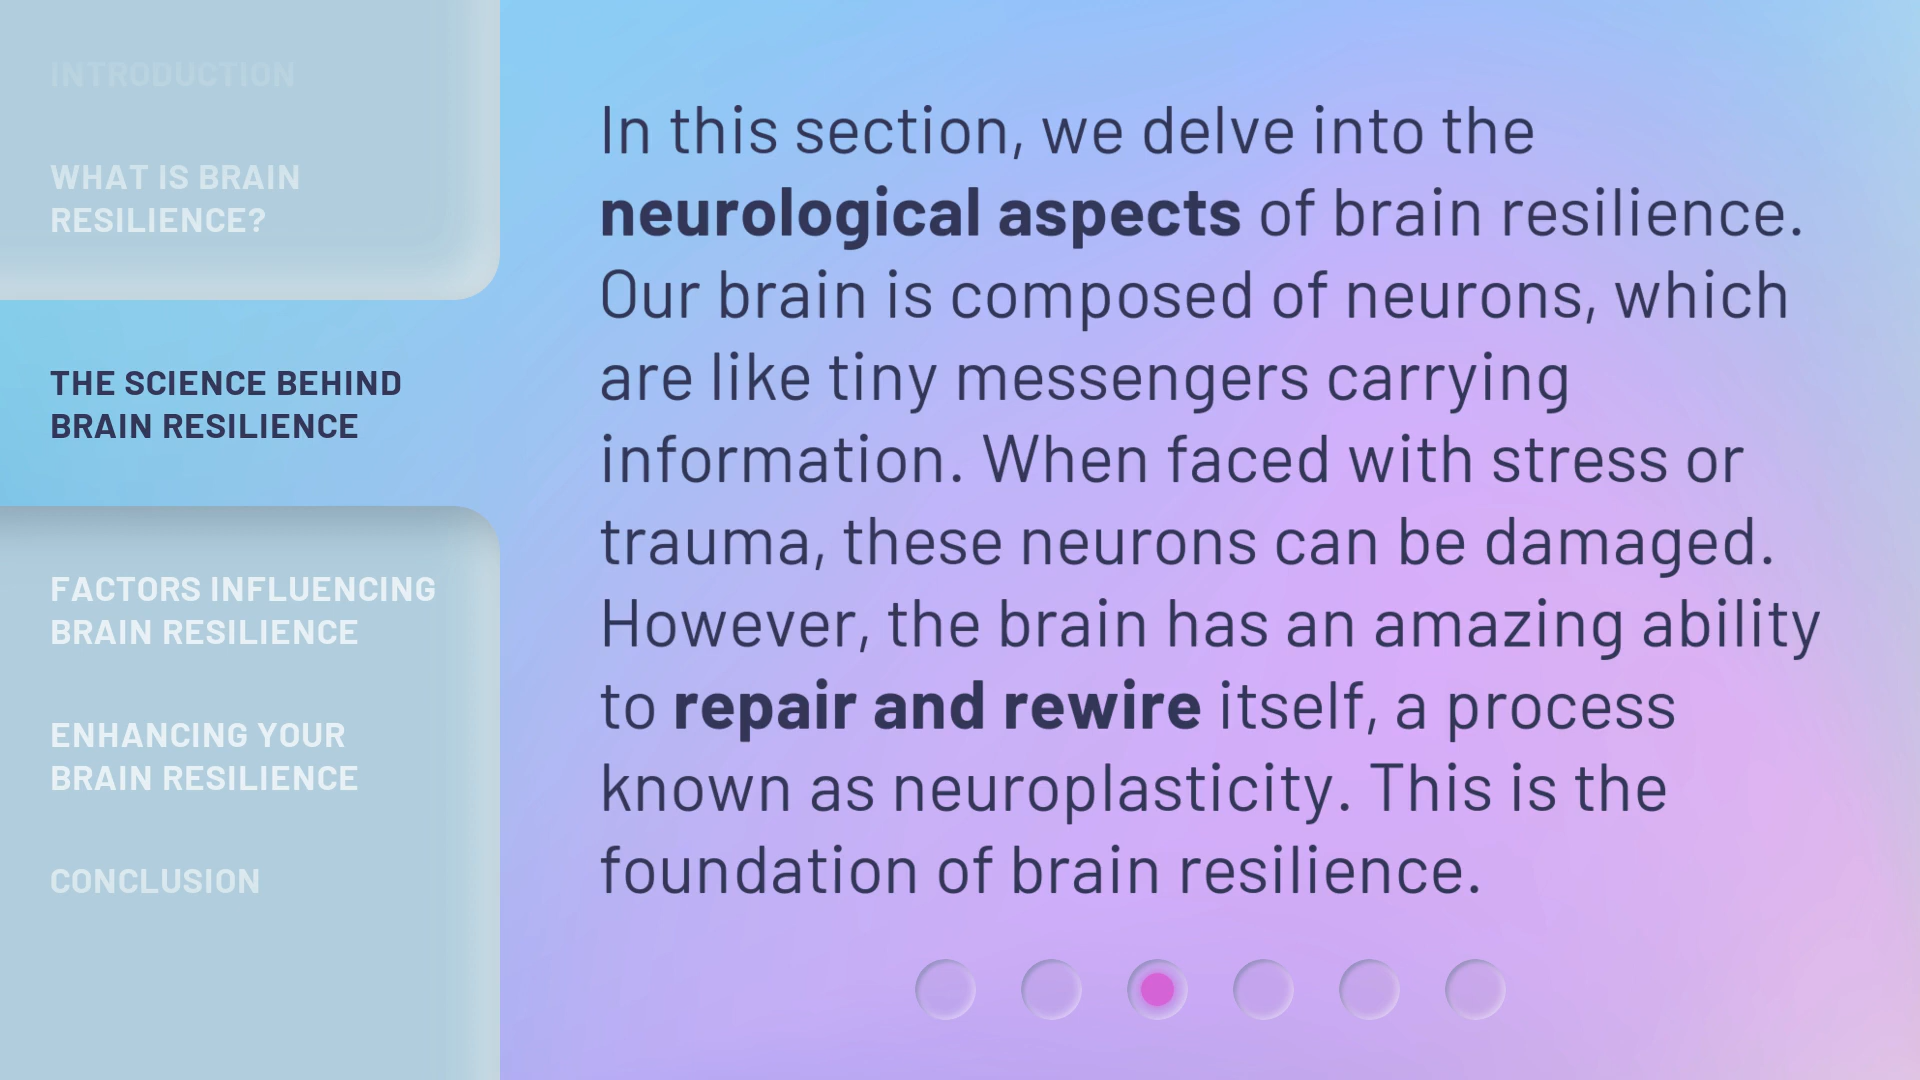 INTRODUCTION
WHAT IS BRAIN
RESILIENCE?
THE SCIENCE BEHIND
BRAIN RESILIENCE
FACTORS INFLUENCING
BRAIN RESILIENCE
ENHANCING YOUR
BRAIN RESILIENCE
CONCLUSION
In this section, we delve into the
neurological aspects of brain resilience.
Our brain is composed of neurons, which
are like tiny messengers carrying
information. When faced with stress or
trauma, these neurons can be damaged.
However, the brain has an amazing ability
to repair and rewire itself, a process
known as neuroplasticity. This is the
foundation of brain resilience.